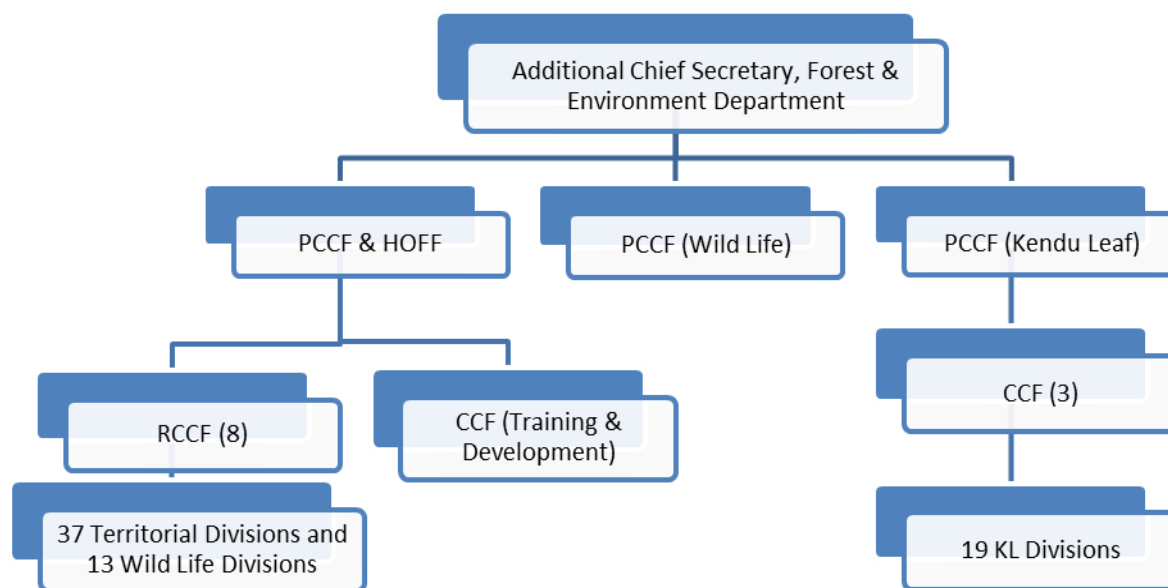 Additional Chief Secretary, Forest &
Environment Department
PCCF & HOFF
PCCF (Wild Life)
PCCF (Kendu Leaf)
RCCF (8)
CCF (Training &
Development)
CCF (3)
37 Territorial Divisions and
13 Wild Life Divisions
19 KL Divisions